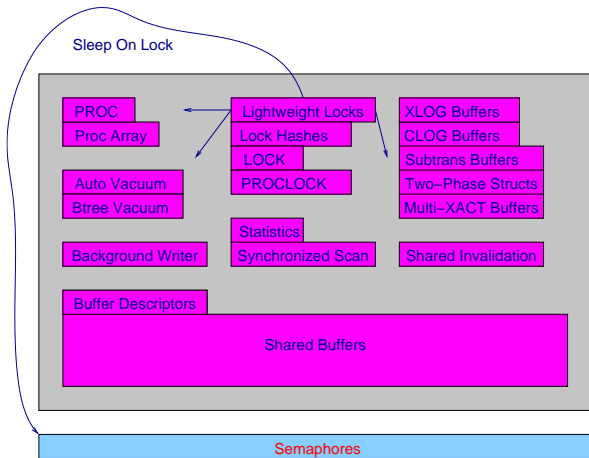 Sleep On Lock
PROC
Lightweight Locks
XLOG Buffers
Proc Array
Lock Hashes
CLOG Buffers
LOCK
Subtrans Buffers
Auto Vacuum
PROCLOCK
Two−Phase Structs
Btree Vacuum
Multi−XACT Buffers
Statistics
Background Writer
Synchronized Scan
Shared Invalidation
Buffer Descriptors
Shared Buffers
Semaphores